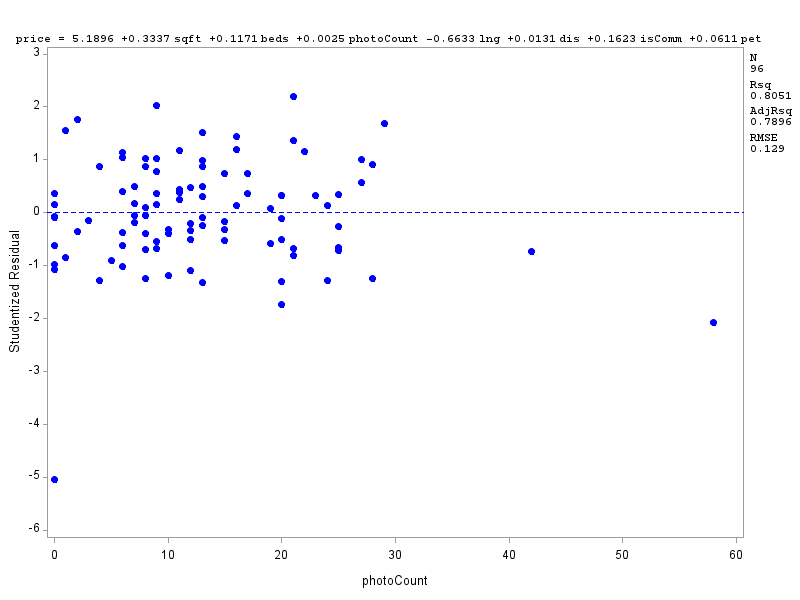 price = 5.1896 +0.3337 sqft +0.1171 beds +0.0025 photoCount -0.6633 lng +0.0131 dis +0.1623 isComm +0.0611 pet
N
96
Rsq
0.8051
AdjRsq
0.7896
RMSE
0.129
3
2
1
0
-1
-2
-3
-4
-5
-6
Studentized Residual
0 10 20 30 40 50 60
photoCount